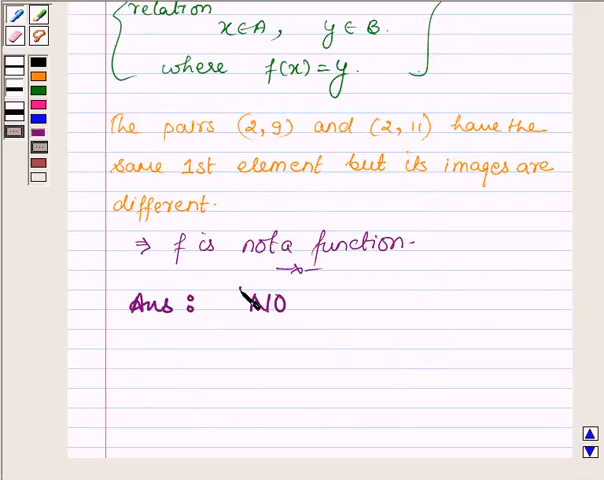 relation
x∈A, y∈B.
where f(x)=y
The pairs (2,9) and (2,11) have the
same 1st element but its images are
different.
⇒ f is not a function.
Ans: NO